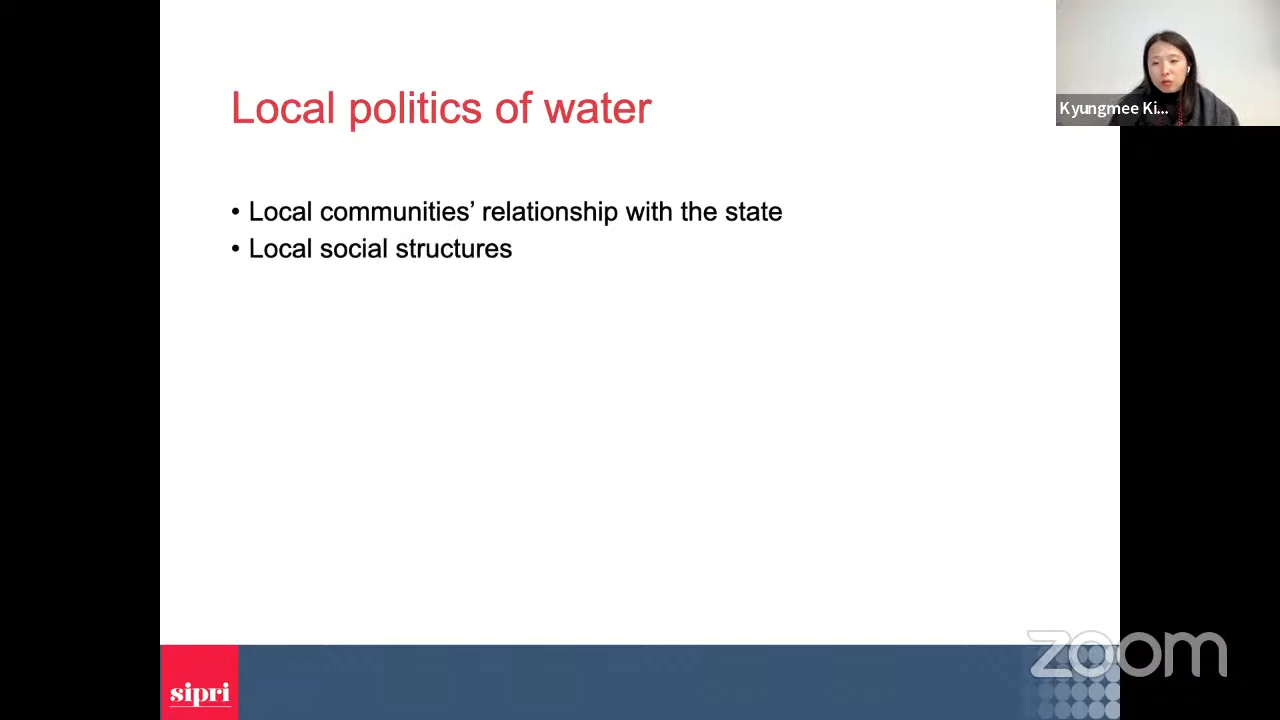 Local politics of water
Kyungmee Ki...
• Local communities’ relationship with the state
• Local social structures
sipri
zoom